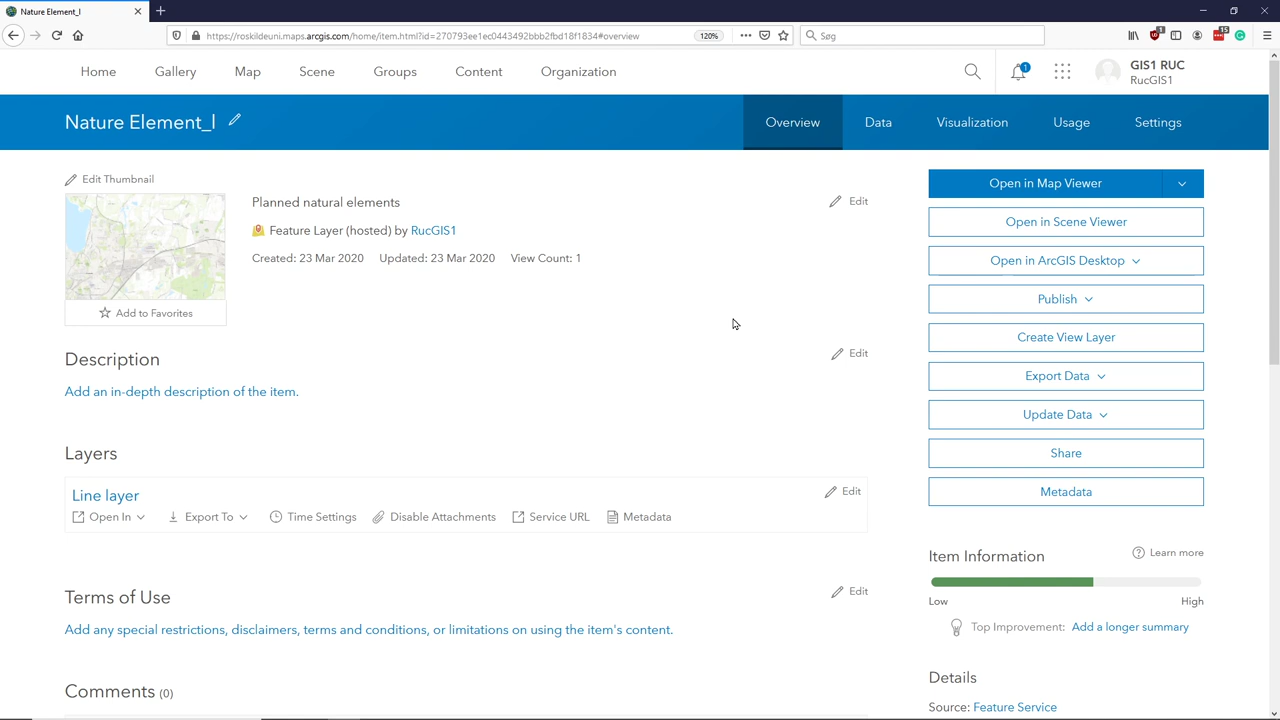 Nature Element_l
https://roskildeuni.maps.arcgis.com/home/item.html?id=270793ee1ec0443492bbb2fbd18f1834#overview
120%
Søg
Home
Gallery
Map
Scene
Groups
Content
Organization
1
GIS1 RUC
RucGIS1
Nature Element_l
Overview
Data
Visualization
Usage
Settings
Edit Thumbnail
Planned natural elements
Edit
Feature Layer (hosted) by RucGIS1
Created: 23 Mar 2020 Updated: 23 Mar 2020 View Count: 1
Add to Favorites
Description
Edit
Add an in-depth description of the item.
Layers
Line layer
Edit
Open In
Export To
Time Settings
Disable Attachments
Service URL
Metadata
Terms of Use
Edit
Add any special restrictions, disclaimers, terms and conditions, or limitations on using the item's content.
Comments (0)
Open in Map Viewer
Open in Scene Viewer
Open in ArcGIS Desktop
Publish
Create View Layer
Export Data
Update Data
Share
Metadata
Item Information
Learn more
Low
High
Top Improvement: Add a longer summary
Details
Source: Feature Service